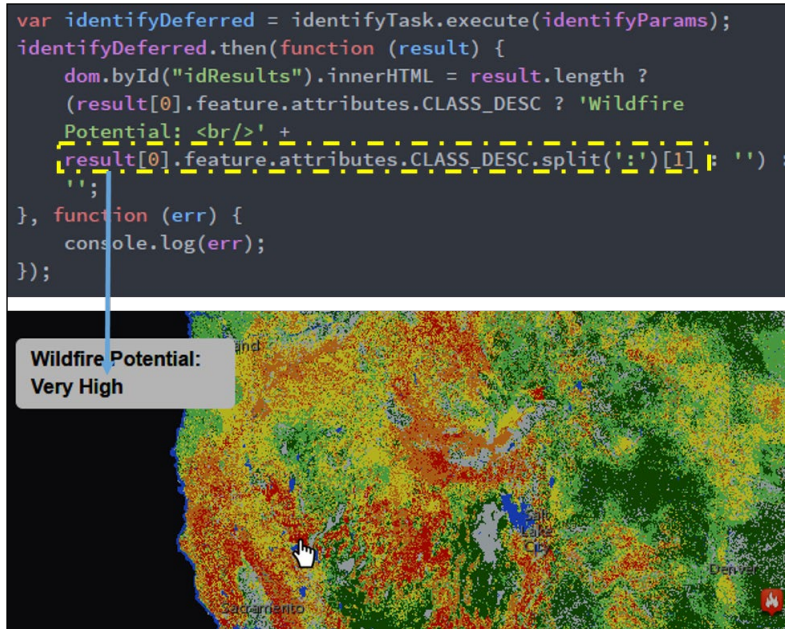 var identifyDeferred = identifyTask.execute(identifyParams);
identifyDeferred.then(function (result) {
dom.byId("idResults").innerHTML = result.length ?
(result[0].feature.attributes.CLASS_DESC ? 'Wildfire
Potential: <br/>' +
result[0].feature.attributes.CLASS_DESC.split(':')[1] : '') :
'';
}, function (err) {
console.log(err);
});
and
Wildfire Potential:
Very High
Salt
Lake
City
Denver
Sacramento